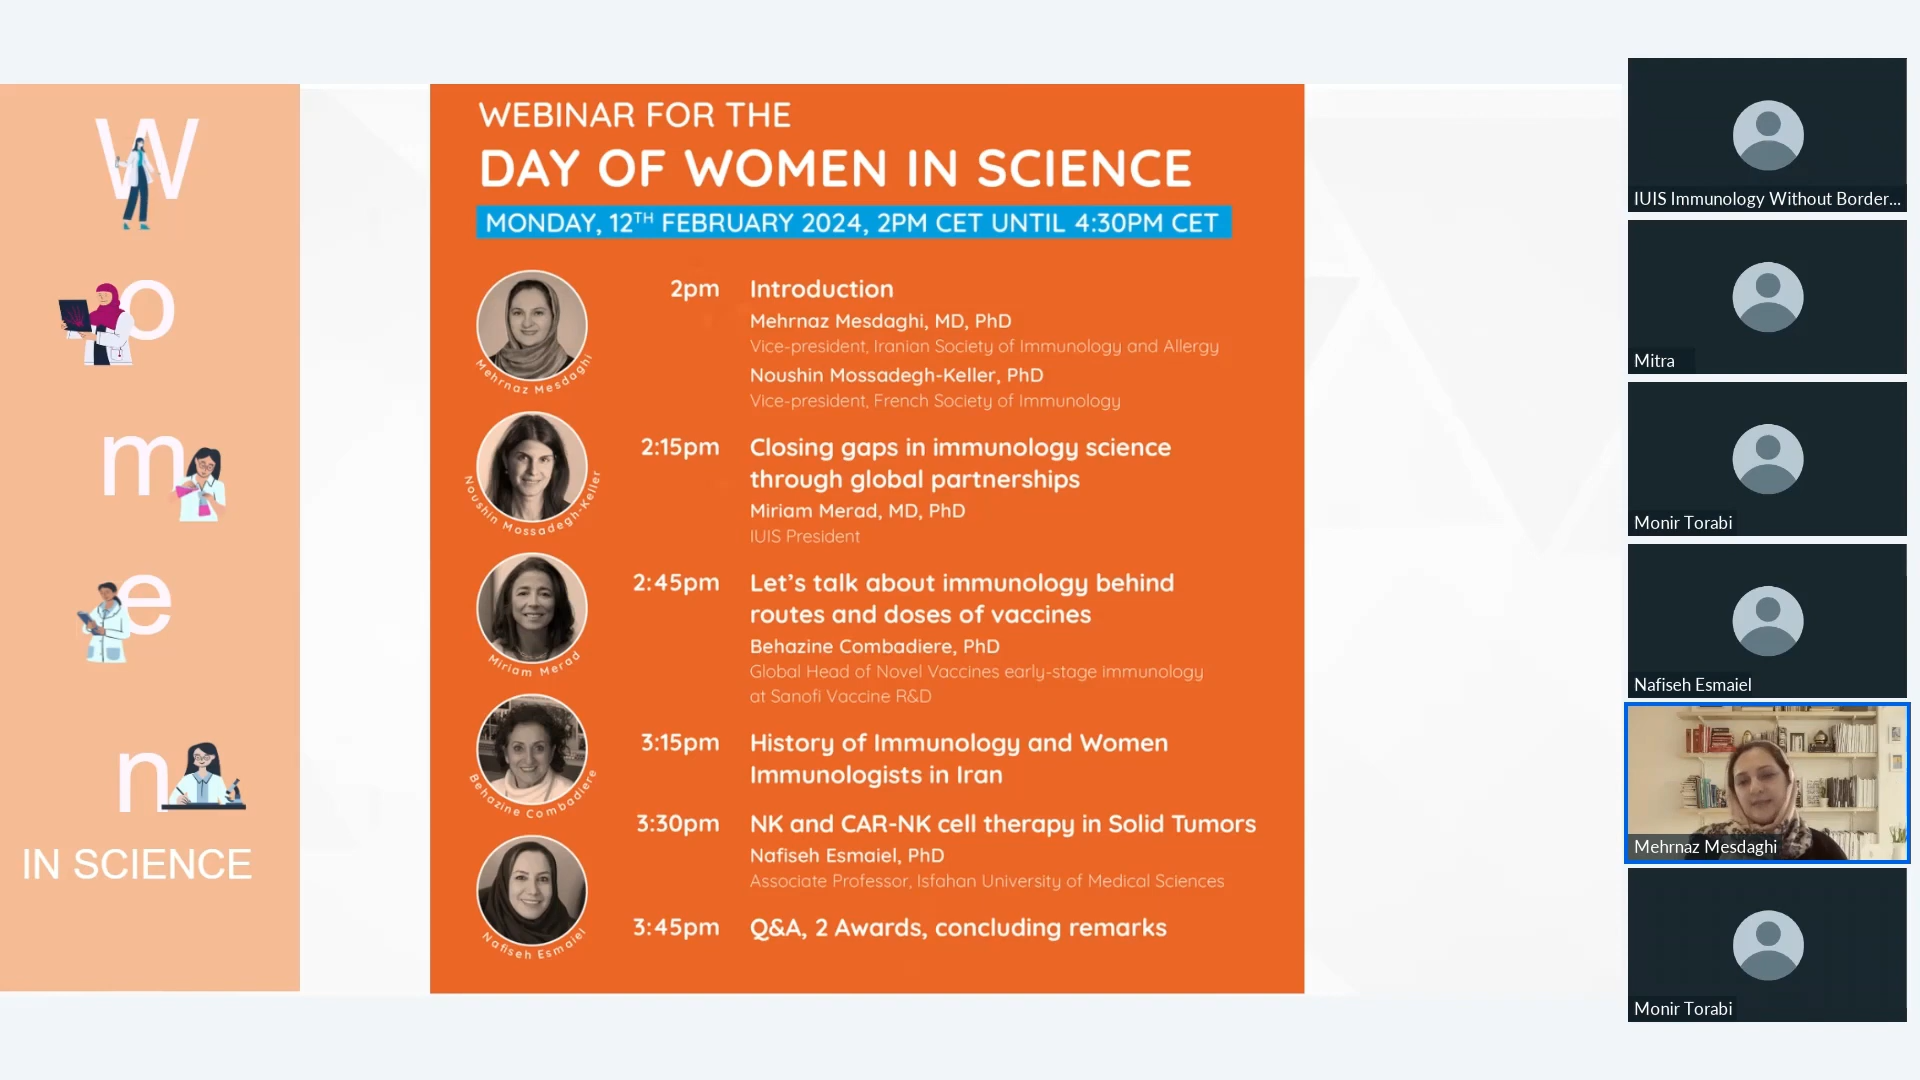 W
o
m
e
n
IN SCIENCE
WEBINAR FOR THE
DAY OF WOMEN IN SCIENCE
MONDAY, 12TH FEBRUARY 2024, 2PM CET UNTIL 4:30PM CET
Mehrnaz Mesdaghi
Noushin Mossadegh-Keller
Miriam Merad
Behazine Combadiere
Nafiseh Esmaiel
2pm Introduction
Mehrnaz Mesdaghi, MD, PhD
Vice-president, Iranian Society of Immunology and Allergy
Noushin Mossadegh-Keller, PhD
Vice-president, French Society of Immunology
2:15pm Closing gaps in immunology science
through global partnerships
Miriam Merad, MD, PhD
IUIS President
2:45pm Let’s talk about immunology behind
routes and doses of vaccines
Behazine Combadiere, PhD
Global Head of Novel Vaccines early-stage immunology
at Sanofi Vaccine R&D
3:15pm History of Immunology and Women
Immunologists in Iran
3:30pm NK and CAR-NK cell therapy in Solid Tumors
Nafiseh Esmaiel, PhD
Associate Professor, Isfahan University of Medical Sciences
3:45pm Q&A, 2 Awards, concluding remarks
IUIS Immunology Without Border...
Mitra
Monir Torabi
Nafiseh Esmaiel
Mehrnaz Mesdaghi
Monir Torabi